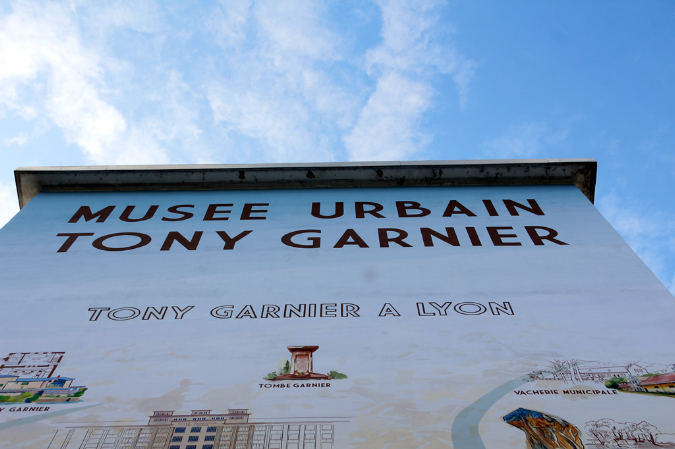 MUSEE URBAIN
TONY GARNIER
TONY GARNIER A LYON
TOMBE GARNIER
VACHERIE MUNICIPALE
GARNIER